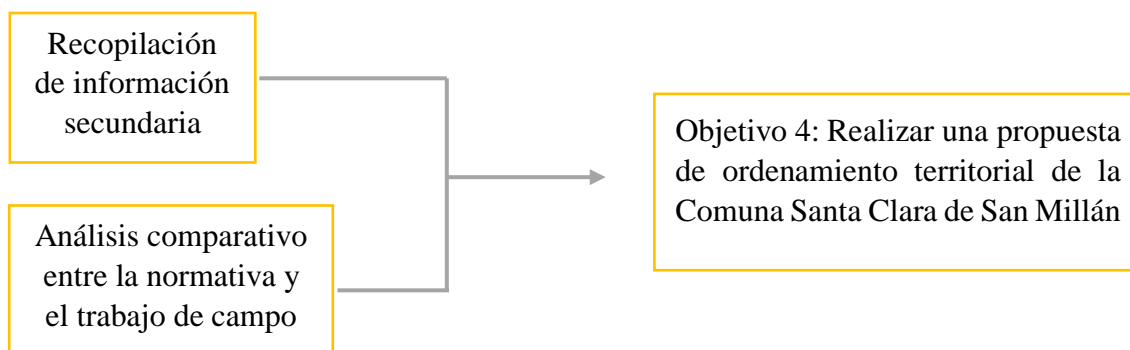 Recopilación
de información
secundaria
Análisis comparativo
entre la normativa y
el trabajo de campo
Objetivo 4: Realizar una propuesta
de ordenamiento territorial de la
Comuna Santa Clara de San Millán